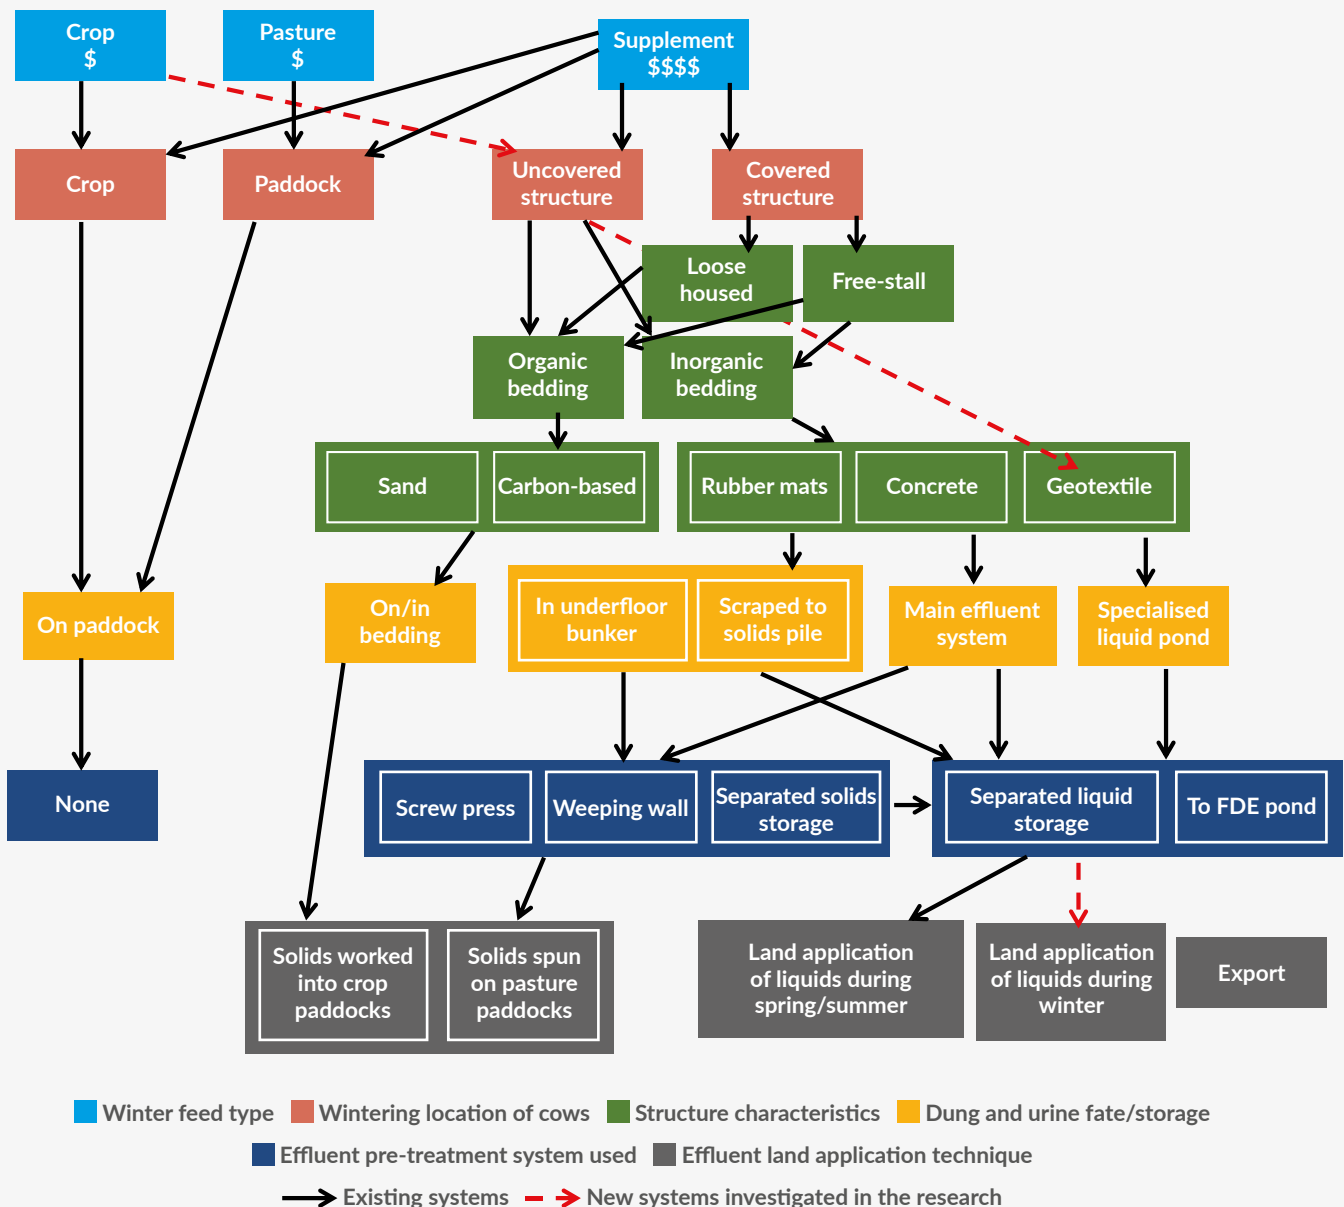 Crop
$
Pasture
$
Supplement
$$$$
Crop
Paddock
Uncovered
structure
Covered
structure
Loose
housed
Free-stall
Organic
bedding
Inorganic
bedding
Sand
Carbon-based
Rubber mats
Concrete
Geotextile
On paddock
On/in
bedding
In underfloor
bunker
Scraped to
solids pile
Main effluent
system
Specialised
liquid pond
None
Screw press
Weeping wall
Separated solids
storage
Separated liquid
storage
To FDE pond
Solids worked
into crop
paddocks
Solids spun
on pasture
paddocks
Land application
of liquids during
spring/summer
Land application
of liquids during
winter
Export
Winter feed type
Wintering location of cows
Structure characteristics
Dung and urine fate/storage
Effluent pre-treatment system used
Effluent land application technique
Existing systems
New systems investigated in the research